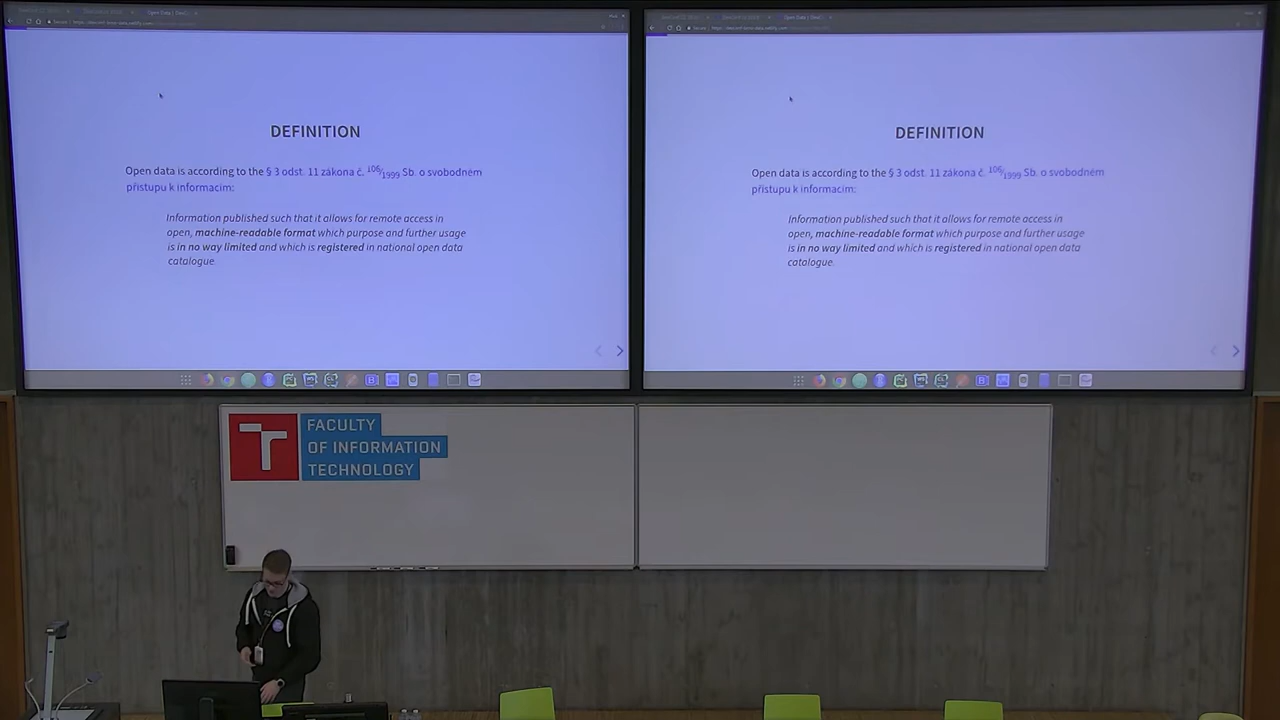 DEFINITION
Open data is according to the § 3 odst. 11 zákona č. 106/1999 Sb. o svobodném
přístupu k informacím:
Information published such that it allows for remote access in
open, machine-readable format which purpose and further usage
is in no way limited and which is registered in national open data
catalogue.
DEFINITION
Open data is according to the § 3 odst. 11 zákona č. 106/1999 Sb. o svobodném
přístupu k informacím:
Information published such that it allows for remote access in
open, machine-readable format which purpose and further usage
is in no way limited and which is registered in national open data
catalogue.
FACULTY
OF INFORMATION
TECHNOLOGY